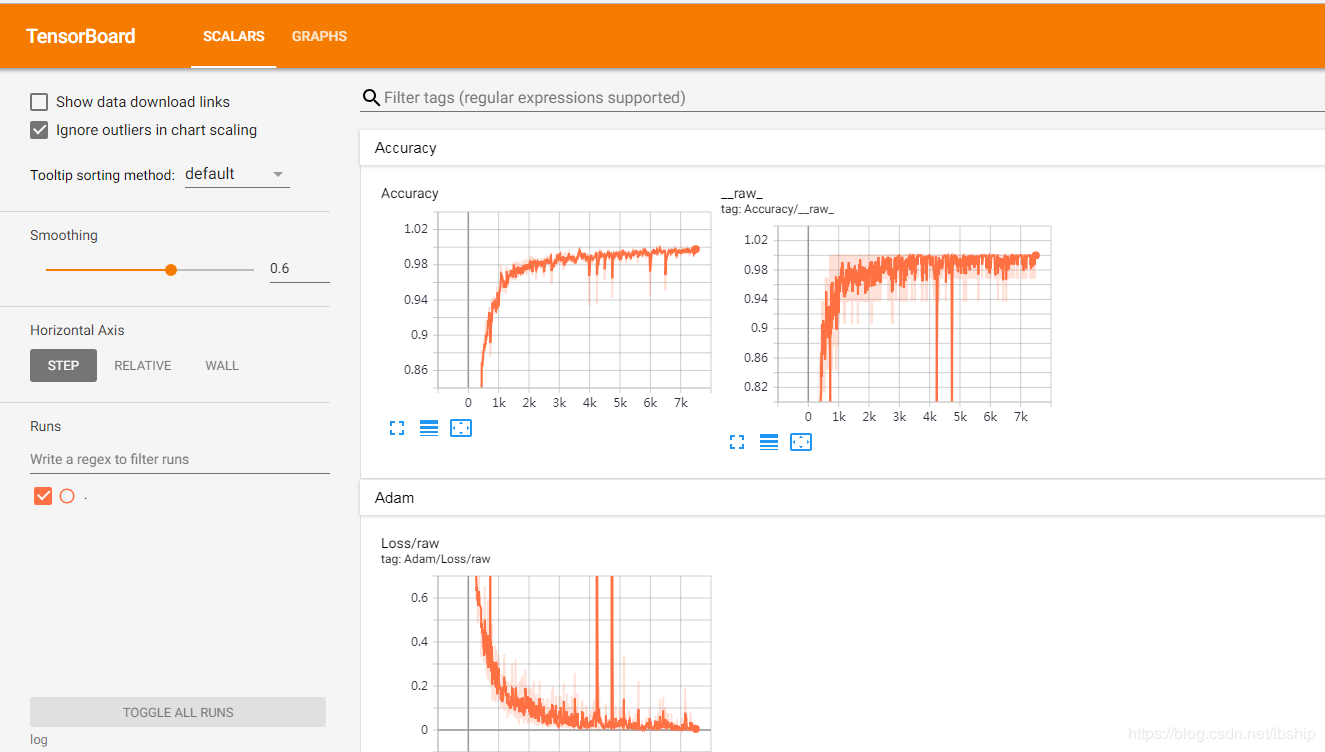 TensorBoard
SCALARS
GRAPHS
Show data download links
Ignore outliers in chart scaling
Tooltip sorting method: default
Smoothing
0.6
Horizontal Axis
STEP
RELATIVE
WALL
Runs
Write a regex to filter runs
.
TOGGLE ALL RUNS
log
Filter tags (regular expressions supported)
Accuracy
Accuracy
1.02
0.98
0.94
0.9
0.86
0 1k 2k 3k 4k 5k 6k 7k
__raw_
tag: Accuracy/__raw_
1.02
0.98
0.94
0.9
0.86
0.82
0 1k 2k 3k 4k 5k 6k 7k
Adam
Loss/raw
tag: Adam/Loss/raw
0.6
0.4
0.2
0
https://blog.csdn.net/lbship